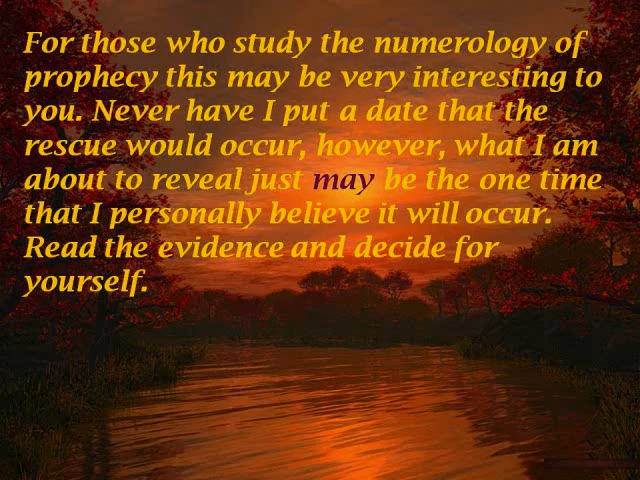 For those who study the numerology of
prophecy this may be very interesting to
you. Never have I put a date that the
rescue would occur, however, what I am
about to reveal just may be the one time
that I personally believe it will occur.
Read the evidence and decide for
yourself.